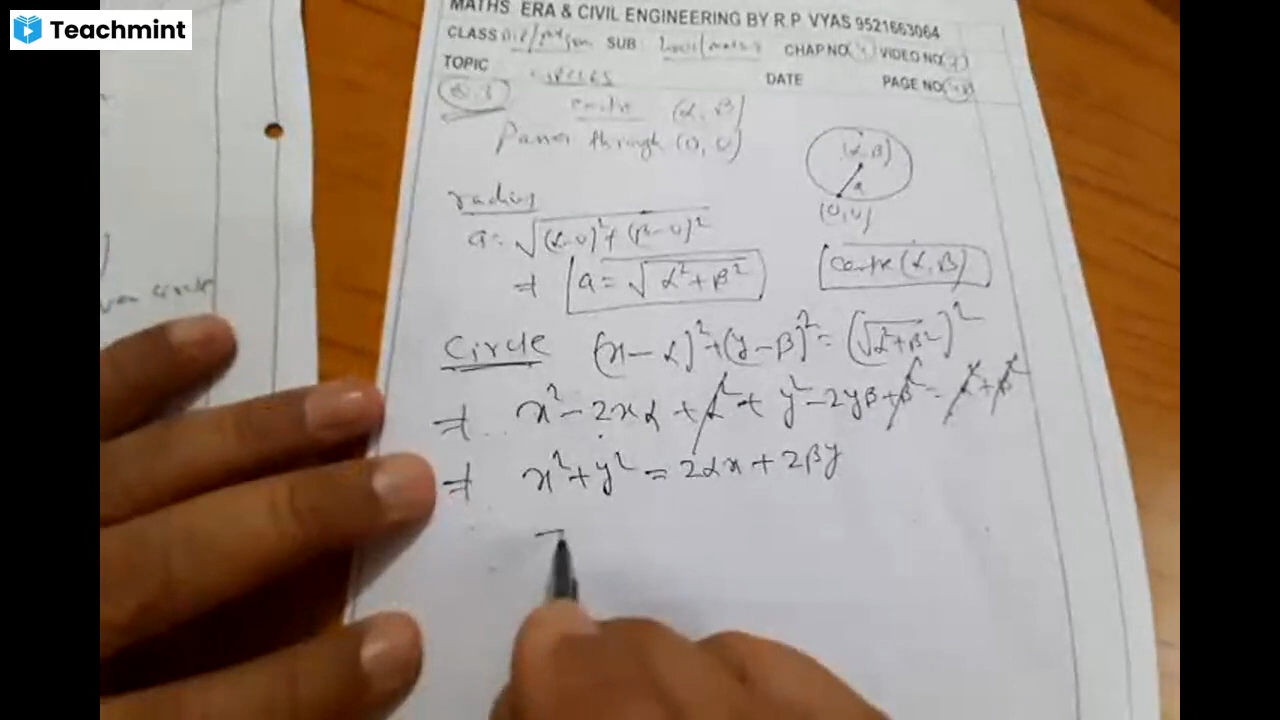 Teachmint
MATHS ERA & CIVIL ENGINEERING BY R.P VYAS 9521663064
CLASS SUB CHAP NO VIDEO NO
TOPIC CIRCLES DATE PAGE NO
centre (α, β)
Passes through (0, 0)
(α, β)
a
(0, 0)
radius
a = √(α-0)² + (β-0)²
⇒ a = √α² + β²
centre (α, β)
Circle (x - α)² + (y - β)² = (√α² + β²)²
⇒ x² - 2xα + α² + y² - 2yβ + β² = α² + β²
⇒ x² + y² = 2αx + 2βy